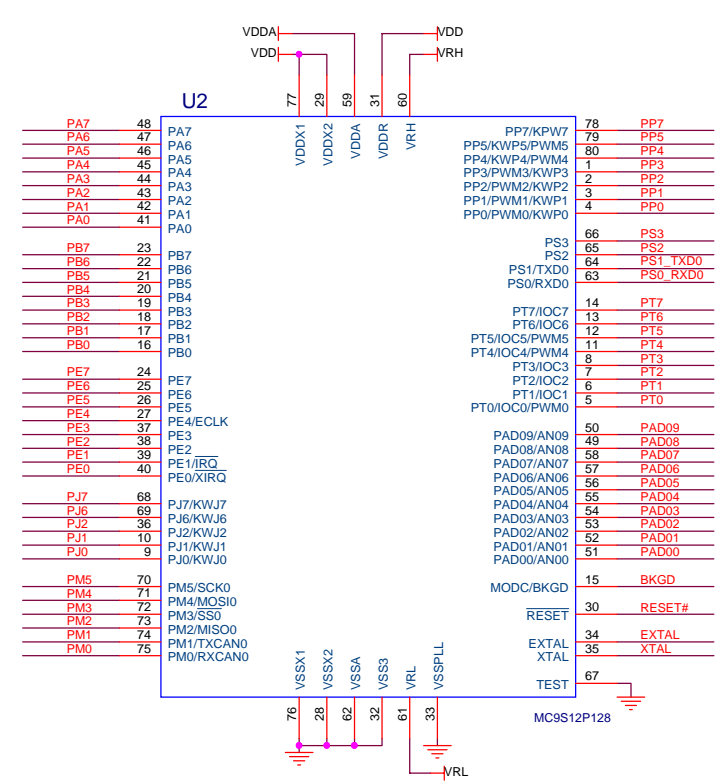 VDDA VDD
VDD VRH
U2
77 29 59 31 60
VDDX1 VDDX2 VDDA VDDR VRH
PA7 48 PA7
PA6 47 PA6
PA5 46 PA5
PA4 45 PA4
PA3 44 PA3
PA2 43 PA2
PA1 42 PA1
PA0 41 PA0
PB7 23 PB7
PB6 22 PB6
PB5 21 PB5
PB4 20 PB4
PB3 19 PB3
PB2 18 PB2
PB1 17 PB1
PB0 16 PB0
PE7 24 PE7
PE6 25 PE6
PE5 26 PE5
PE4 27 PE4/ECLK
PE3 37 PE3
PE2 38 PE2
PE1 39 PE1/IRQ
PE0 40 PE0/XIRQ
PJ7 68 PJ7/KWJ7
PJ6 69 PJ6/KWJ6
PJ2 36 PJ2/KWJ2
PJ1 10 PJ1/KWJ1
PJ0 9 PJ0/KWJ0
PM5 70 PM5/SCK0
PM4 71 PM4/MOSI0
PM3 72 PM3/SS0
PM2 73 PM2/MISO0
PM1 74 PM1/TXCAN0
PM0 75 PM0/RXCAN0
PP7/KPW7 78 PP7
PP5/KWP5/PWM5 79 PP5
PP4/KWP4/PWM4 80 PP4
PP3/PWM3/KWP3 1 PP3
PP2/PWM2/KWP2 2 PP2
PP1/PWM1/KWP1 3 PP1
PP0/PWM0/KWP0 4 PP0
PS3 66 PS3
PS2 65 PS2
PS1/TXD0 64 PS1_TXD0
PS0/RXD0 63 PS0_RXD0
PT7/IOC7 14 PT7
PT6/IOC6 13 PT6
PT5/IOC5/PWM5 12 PT5
PT4/IOC4/PWM4 11 PT4
PT3/IOC3 8 PT3
PT2/IOC2 7 PT2
PT1/IOC1 6 PT1
PT0/IOC0/PWM0 5 PT0
PAD09/AN09 50 PAD09
PAD08/AN08 49 PAD08
PAD07/AN07 58 PAD07
PAD06/AN06 57 PAD06
PAD05/AN05 56 PAD05
PAD04/AN04 55 PAD04
PAD03/AN03 54 PAD03
PAD02/AN02 53 PAD02
PAD01/AN01 52 PAD01
PAD00/AN00 51 PAD00
MODC/BKGD 15 BKGD
RESET 30 RESET#
EXTAL 34 EXTAL
XTAL 35 XTAL
TEST 67
VSSX1 VSSX2 VSSA VSS3 VRL VSSPLL
76 28 62 32 61 33
MC9S12P128
VRL